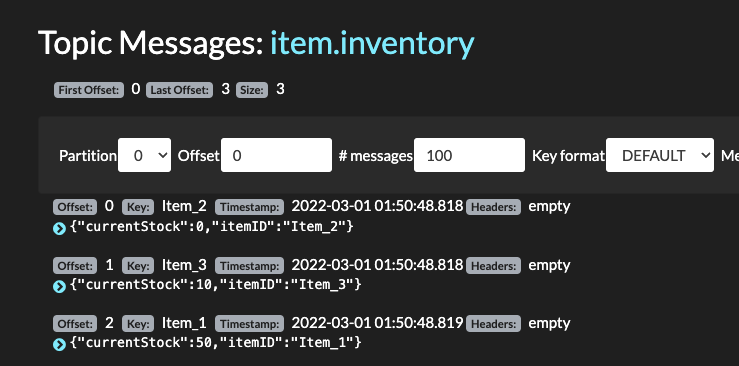 Topic Messages: item.inventory
First Offset: 0 Last Offset: 3 Size: 3
Partition 0 Offset 0 # messages 100 Key format DEFAULT
Offset: 0 Key: Item_2 Timestamp: 2022-03-01 01:50:48.818 Headers: empty
{"currentStock":0,"itemID":"Item_2"}
Offset: 1 Key: Item_3 Timestamp: 2022-03-01 01:50:48.818 Headers: empty
{"currentStock":10,"itemID":"Item_3"}
Offset: 2 Key: Item_1 Timestamp: 2022-03-01 01:50:48.819 Headers: empty
{"currentStock":50,"itemID":"Item_1"}